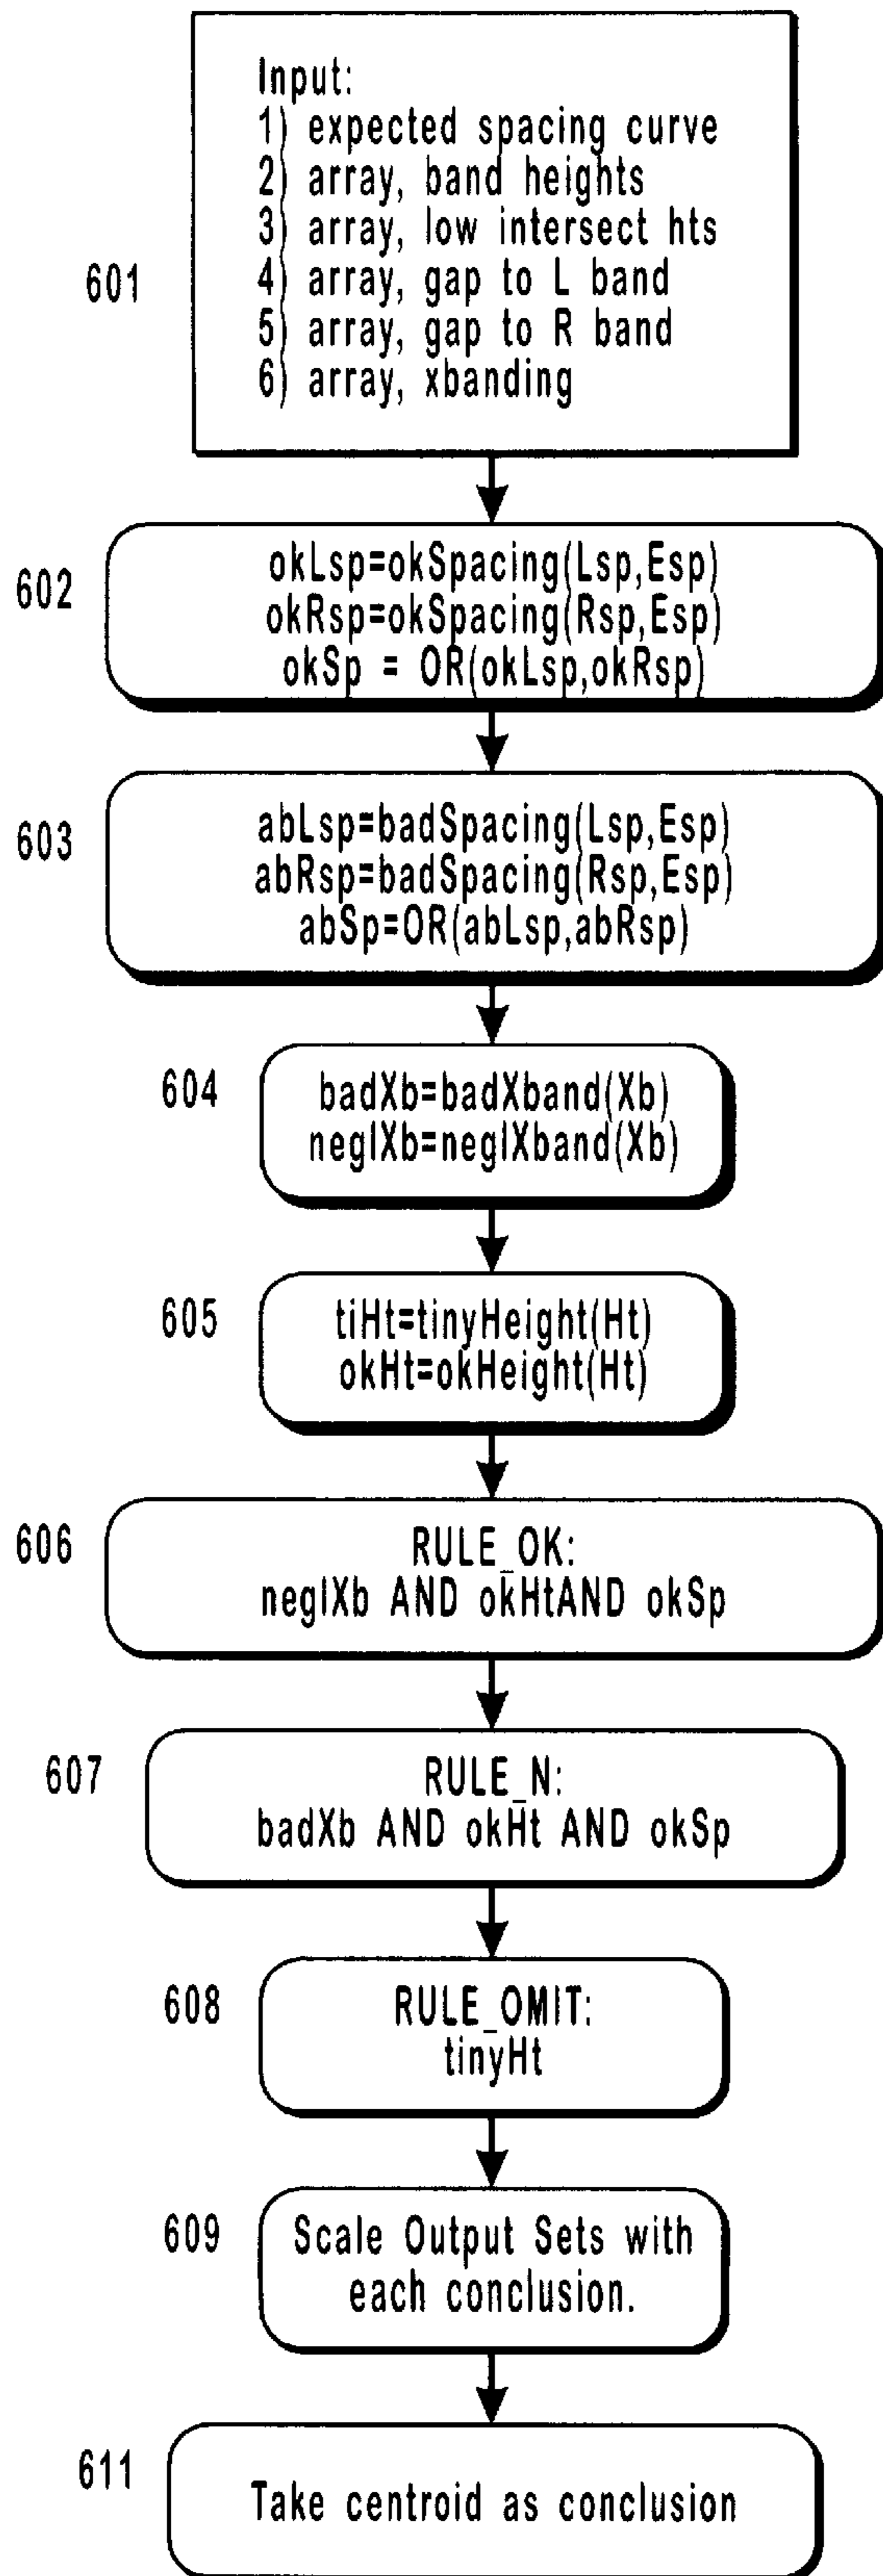 Input:
1) expected spacing curve
2) array, band heights
3) array, low intersect hts
4) array, gap to L band
5) array, gap to R band
6) array, xbanding
601
602
okLsp=okSpacing(Lsp,Esp)
okRsp=okSpacing(Rsp,Esp)
okSp = OR(okLsp,okRsp)
603
abLsp=badSpacing(Lsp,Esp)
abRsp=badSpacing(Rsp,Esp)
abSp=OR(abLsp,abRsp)
604
badXb=badXband(Xb)
neglXb=neglXband(Xb)
605
tiHt=tinyHeight(Ht)
okHt=okHeight(Ht)
606
RULE_OK:
neglXb AND okHtAND okSp
607
RULE_N:
badXb AND okHt AND okSp
608
RULE_OMIT:
tinyHt
609
Scale Output Sets with
each conclusion.
611
Take centroid as conclusion